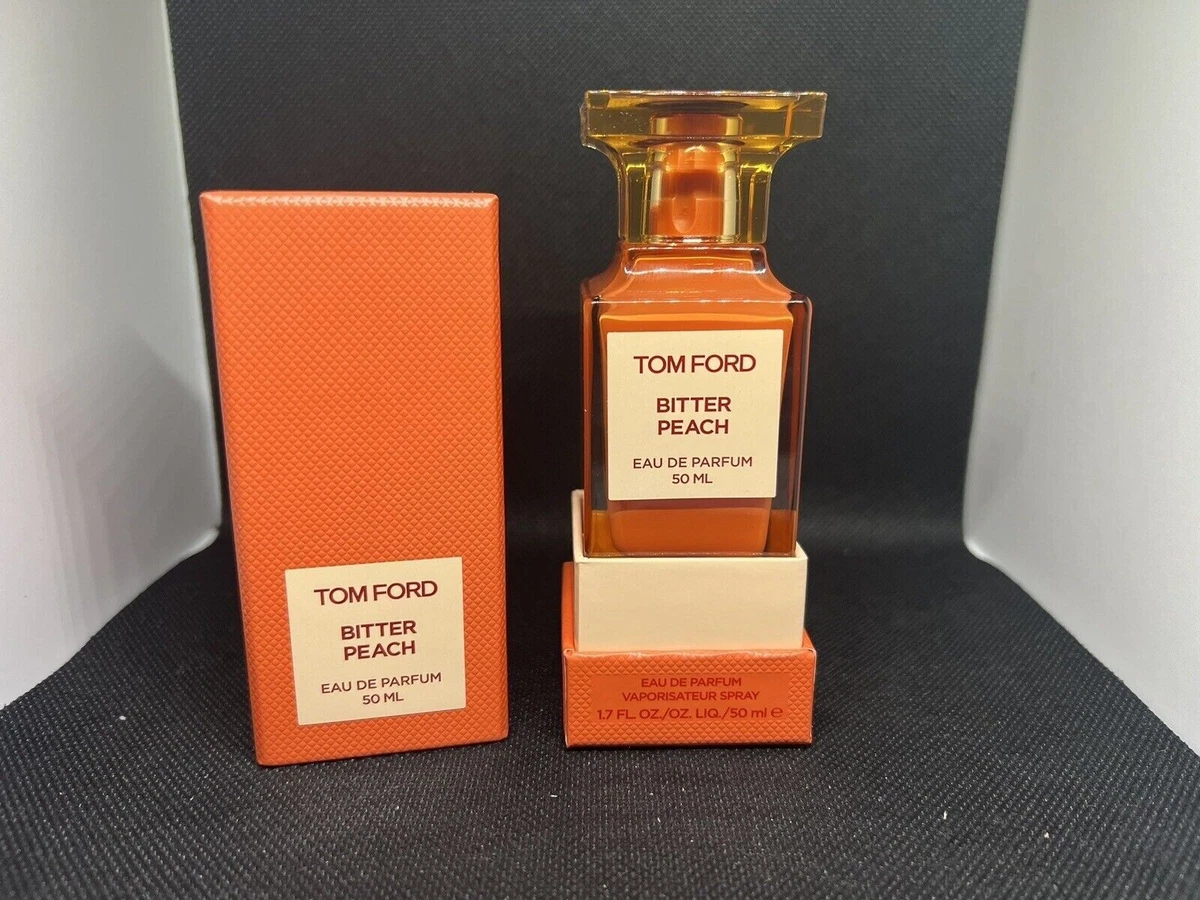 TOM FORD
BITTER
PEACH
EAU DE PARFUM
50 ML
TOM FORD
BITTER
PEACH
EAU DE PARFUM
50 ML
EAU DE PARFUM
VAPORISATEUR SPRAY
1.7 FL. OZ./OZ. LIQ./50 ml ℮